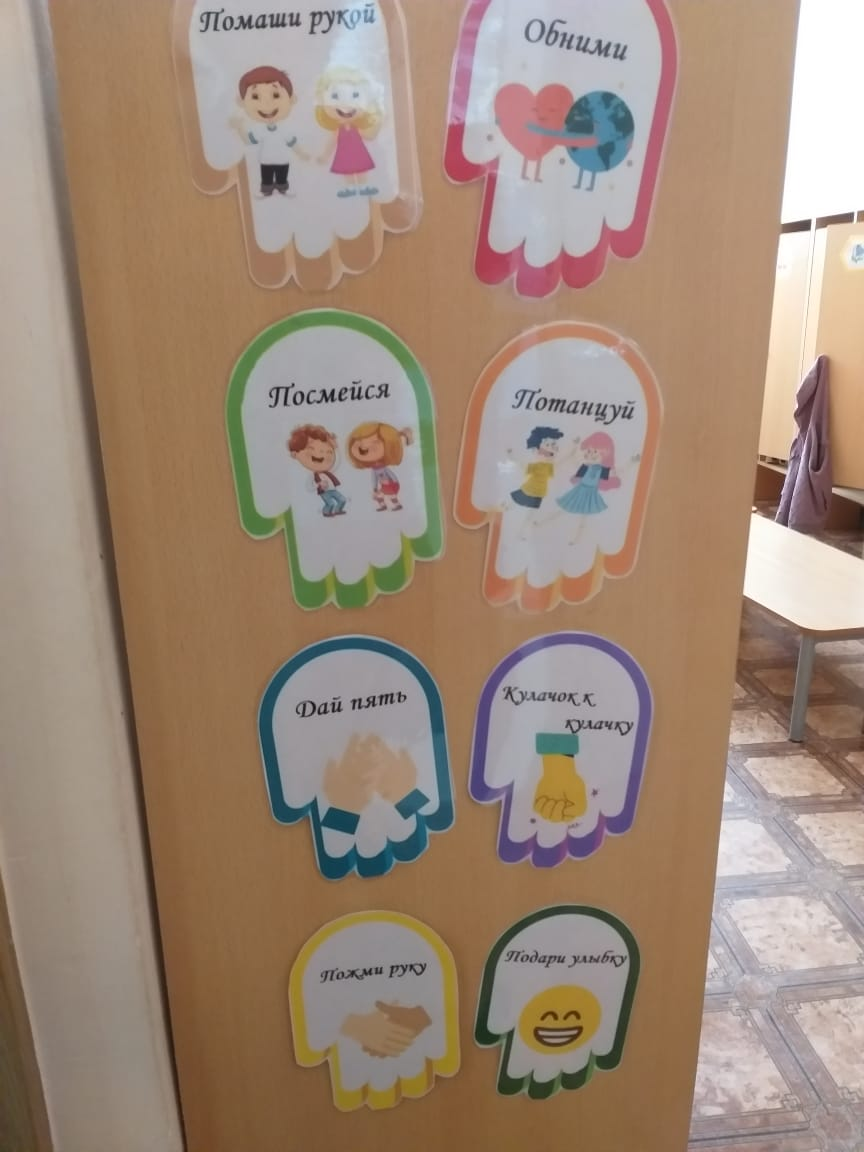 Помаши рукой
Обними
Посмейся
Потанцуй
Дай пять
Кулачок к
кулачку
Пожми руку
Подари улыбку